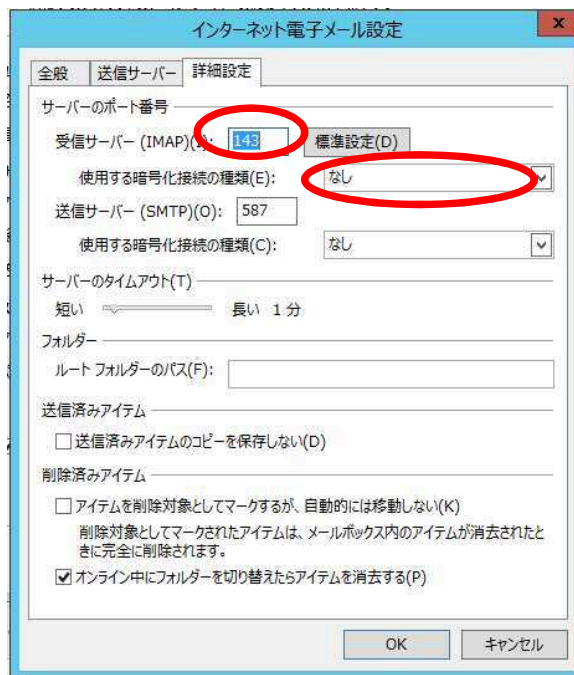 インターネット電子メール設定
x
全般 送信サーバー 詳細設定
サーバーのポート番号
受信サーバー (IMAP)(I): 143 標準設定(D)
使用する暗号化接続の種類(E): なし
送信サーバー (SMTP)(O): 587
使用する暗号化接続の種類(C): なし
サーバーのタイムアウト(T)
短い 長い 1 分
フォルダー
ルート フォルダーのパス(F):
送信済みアイテム
送信済みアイテムのコピーを保存しない(D)
削除済みアイテム
アイテムを削除対象としてマークするが、自動的には移動しない(K)
削除対象としてマークされたアイテムは、メールボックス内のアイテムが消去されたと
きに完全に削除されます。
オンライン中にフォルダーを切り替えたらアイテムを消去する(P)
OK キャンセル